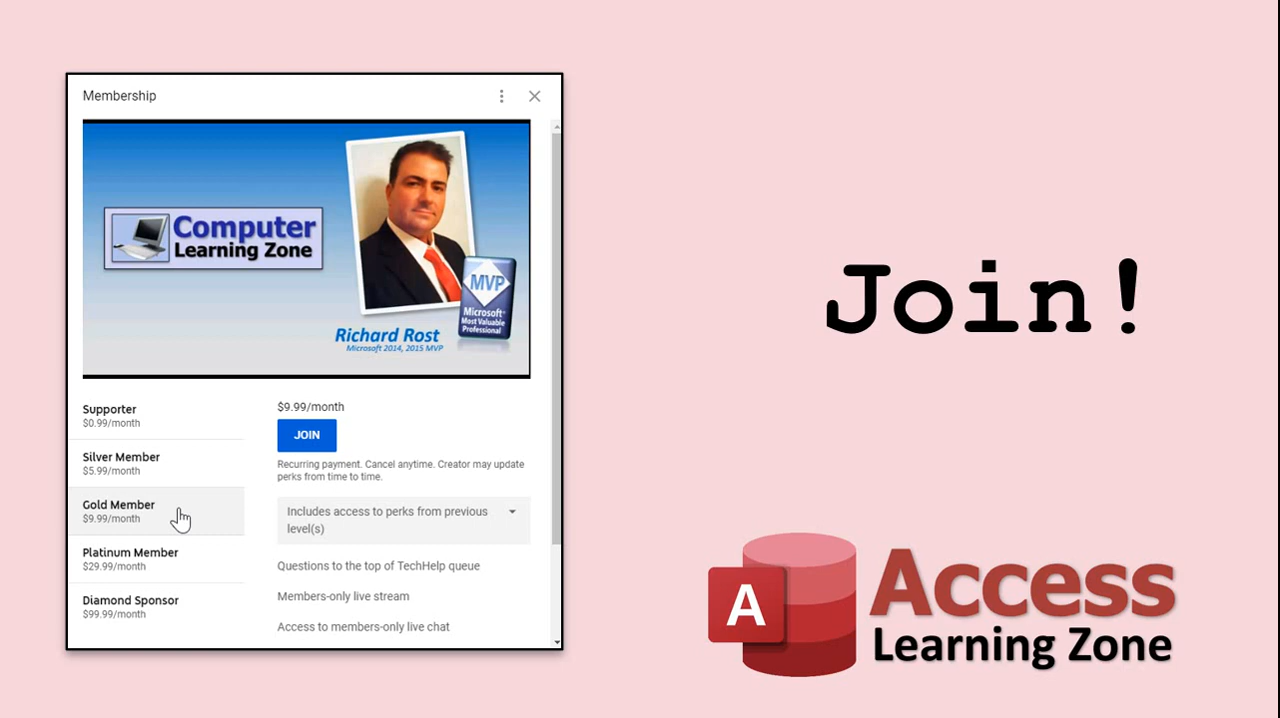 Membership
Computer
Learning Zone
MVP
Microsoft®
Most Valuable
Professional
Richard Rost
Microsoft 2014, 2015 MVP
Supporter
$0.99/month
Silver Member
$5.99/month
Gold Member
$9.99/month
Platinum Member
$29.99/month
Diamond Sponsor
$99.99/month
$9.99/month
JOIN
Recurring payment. Cancel anytime. Creator may update
perks from time to time.
Includes access to perks from previous
level(s)
Questions to the top of TechHelp queue
Members-only live stream
Access to members-only live chat
Join!
A
Access
Learning Zone